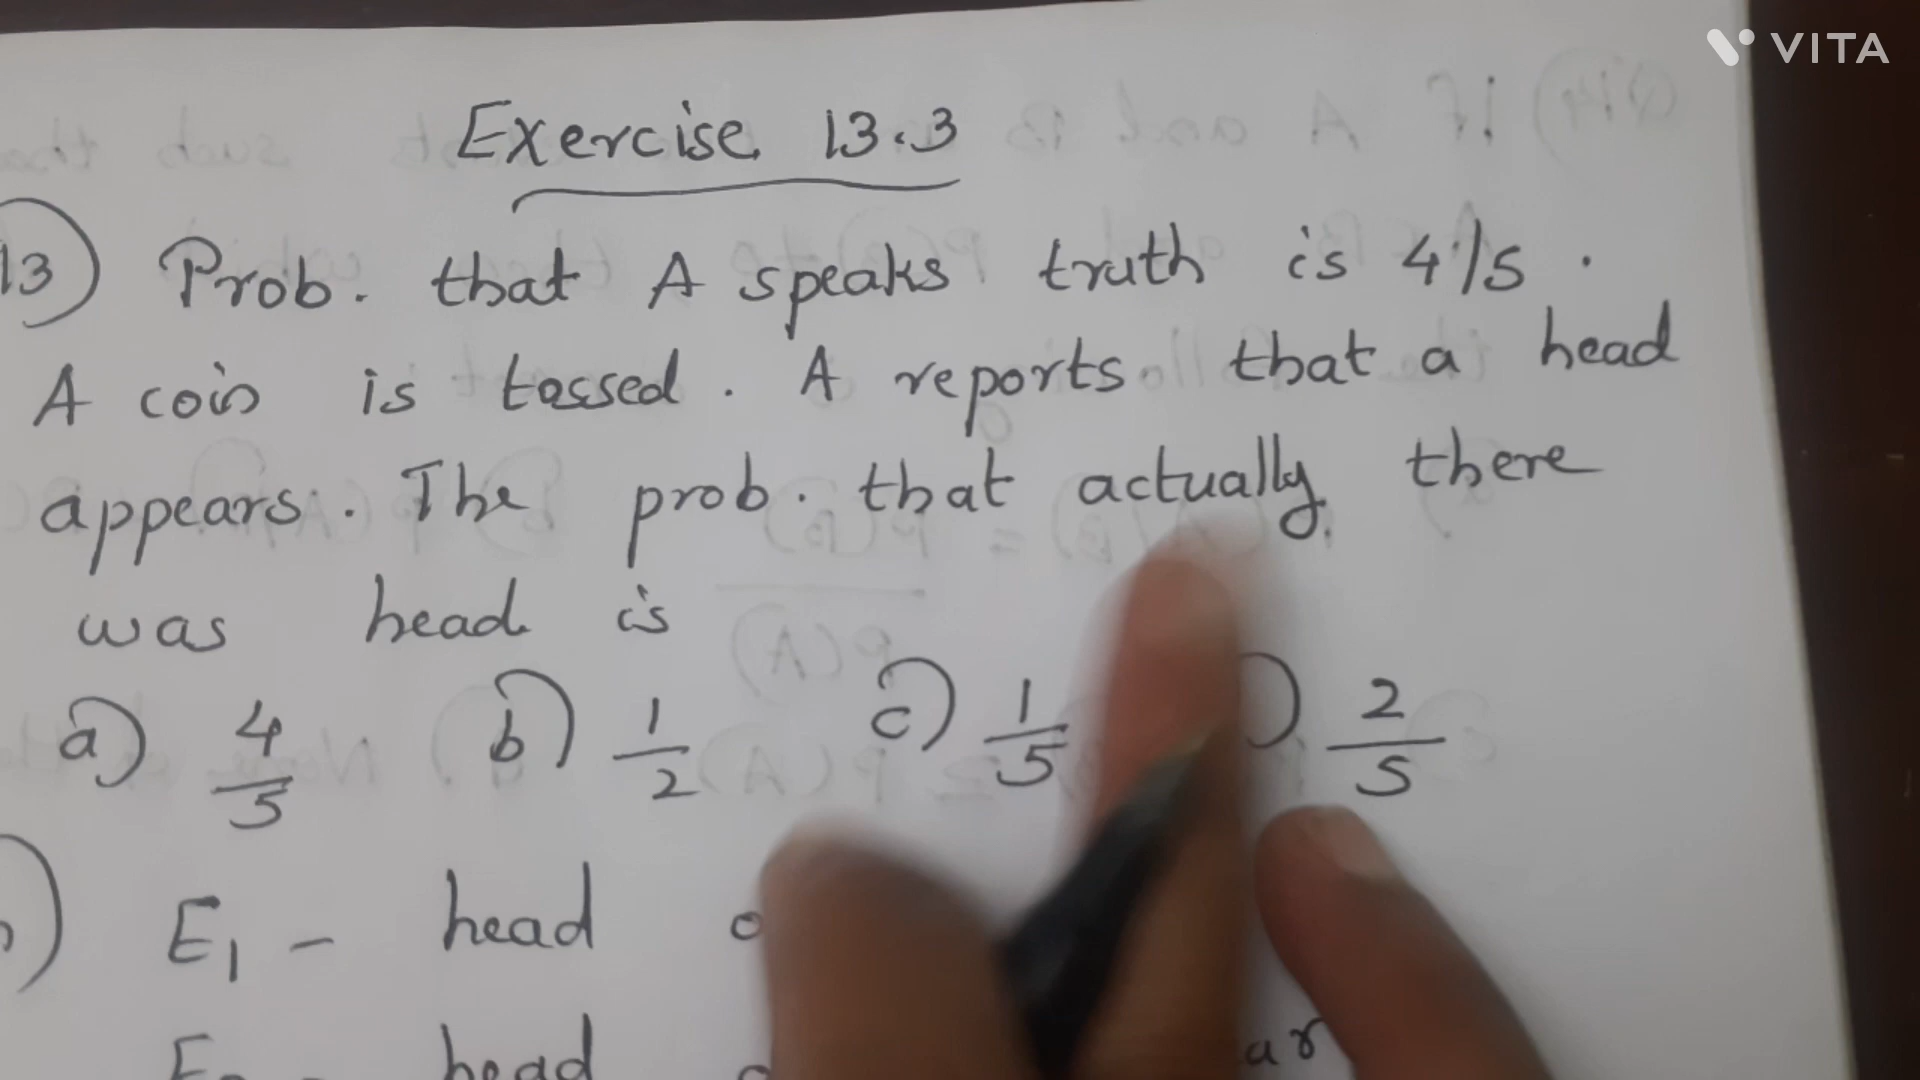 VITA
Exercise 13.3
13) Prob. that A speaks truth is 4/5.
A coin is tossed. A reports that a head
appears. The prob. that actually there
was head is
a) 4/5 b) 1/2 c) 1/5 ) 2/5
E1 - head
head